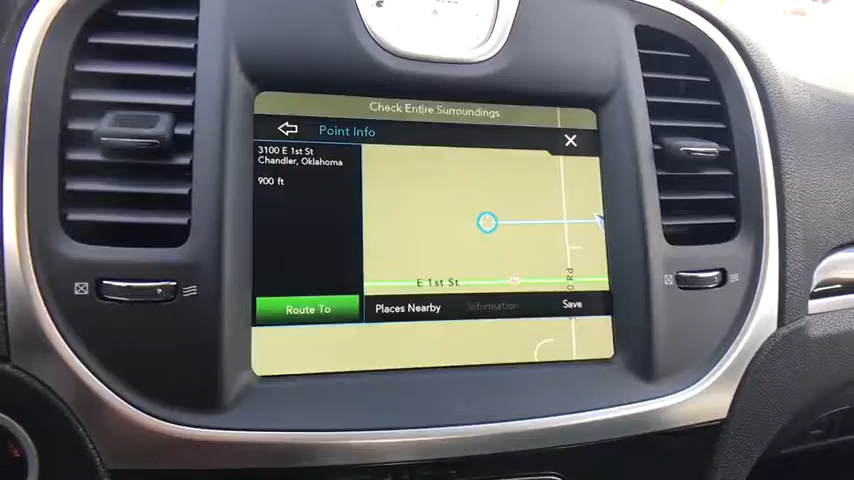 Check Entire Surroundings
Point Info
3100 E 1st St
Chandler, Oklahoma
900 ft
E 1st St
Route To
Places Nearby
Information
Save